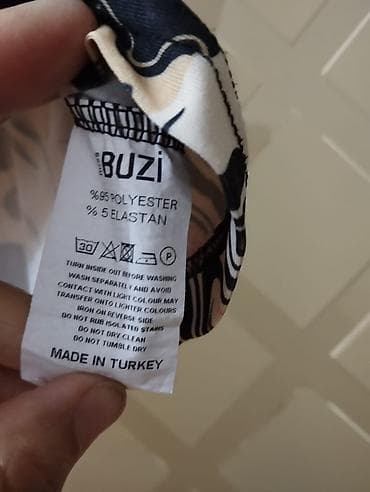 BUZi
%95 POLYESTER
% 5 ELASTAN
30 P
TURN INSIDE OUT BEFORE WASHING
WASH SEPARATELY AND AVOID
CONTACT WITH LIGHT COLOUR MAY
TRANSFER ONTO LIGHTER COLOURS
IRON ON REVERSE SIDE
DO NOT RUB ISOLATED STAINS
DO NOT DRY CLEAN
DO NOT TUMBLE DRY
MADE IN TURKEY